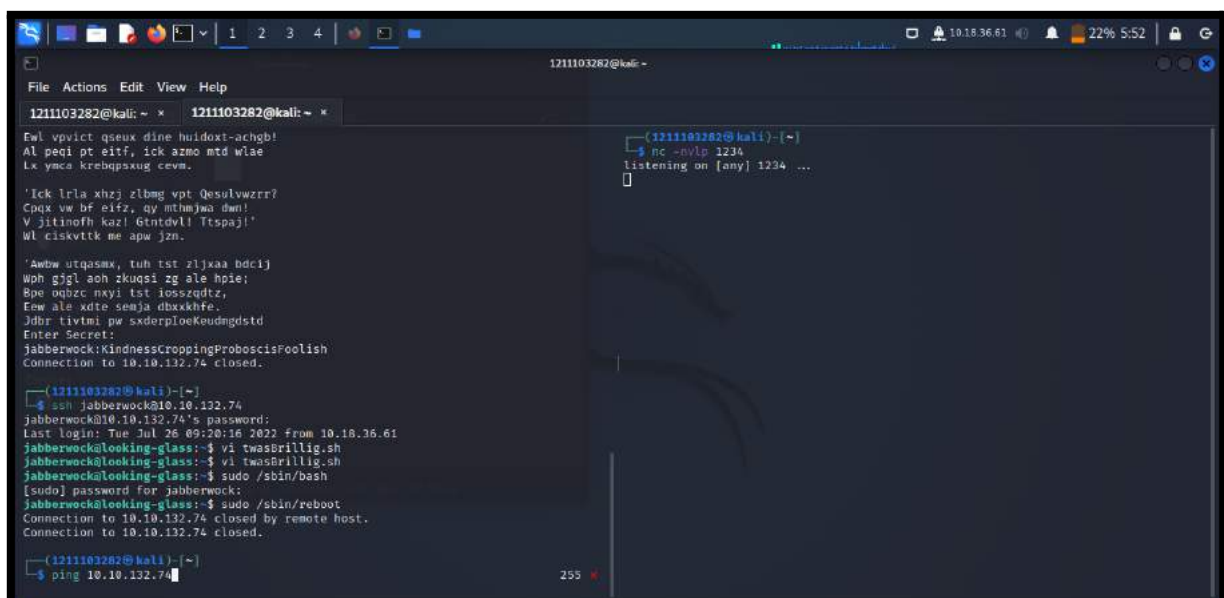 1 2 3 4
10.18.36.61
22% 5:52
1211103282@kali: ~
File Actions Edit View Help
1211103282@kali: ~ × 1211103282@kali: ~ ×
Ewl vpvict qseux dine huidoxt-achgb!
Al peqi pt eitf, ick azmo mtd wlae
Lx ymca krebqpsxug cevm.
'Ick lrla xhzj zlbmg vpt Qesulvwzrr?
Cpqx vw bf eifz, qy mthmjwa dwn!
V jitinofh kaz! Gtntdvl! Ttspaj!'
Wl ciskvttk me apw jzn.
'Awbw utqasmx, tuh tst zljxaa bdcij
Wph gjgl aoh zkuqsi zg ale hpie;
Bpe oqbzc nxyi tst iosszqdtz,
Eew ale xdte semja dbxxkhfe.
Jdbr tivtmi pw sxderpIoeKeudmgdstd
Enter Secret:
jabberwock:KindnessCroppingProboscisFoolish
Connection to 10.10.132.74 closed.
(1211103282㉿kali)-[~]
$ ssh jabberwock@10.10.132.74
jabberwock@10.10.132.74's password:
Last login: Tue Jul 26 09:20:16 2022 from 10.18.36.61
jabberwock@looking-glass:~$ vi twasBrillig.sh
jabberwock@looking-glass:~$ vi twasBrillig.sh
jabberwock@looking-glass:~$ sudo /sbin/bash
[sudo] password for jabberwock:
jabberwock@looking-glass:~$ sudo /sbin/reboot
Connection to 10.10.132.74 closed by remote host.
Connection to 10.10.132.74 closed.
(1211103282㉿kali)-[~]
$ ping 10.10.132.74
255 ×
(1211103282㉿kali)-[~]
$ nc -nvlp 1234
listening on [any] 1234 ...